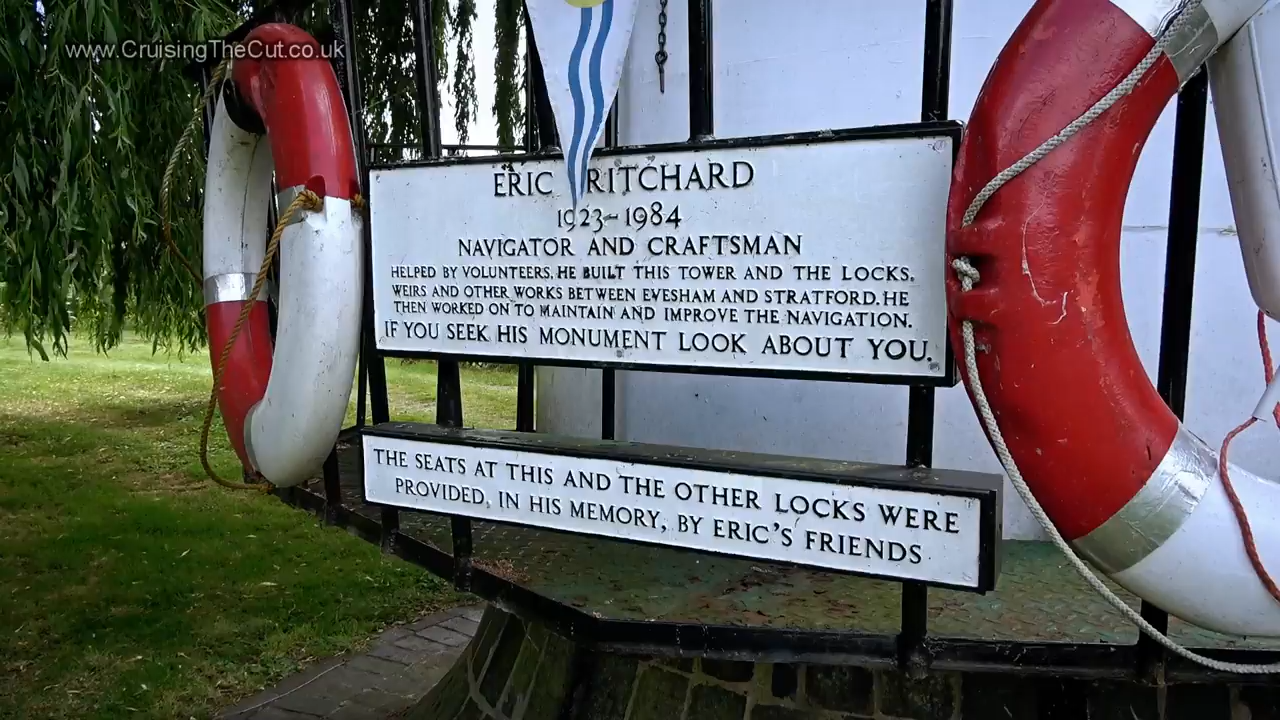 www.CruisingTheCut.co.uk
ERIC PRITCHARD
1923-1984
NAVIGATOR AND CRAFTSMAN
HELPED BY VOLUNTEERS, HE BUILT THIS TOWER AND THE LOCKS,
WEIRS AND OTHER WORKS BETWEEN EVESHAM AND STRATFORD. HE
THEN WORKED ON TO MAINTAIN AND IMPROVE THE NAVIGATION.
IF YOU SEEK HIS MONUMENT LOOK ABOUT YOU.
THE SEATS AT THIS AND THE OTHER LOCKS WERE
PROVIDED, IN HIS MEMORY, BY ERIC'S FRIENDS